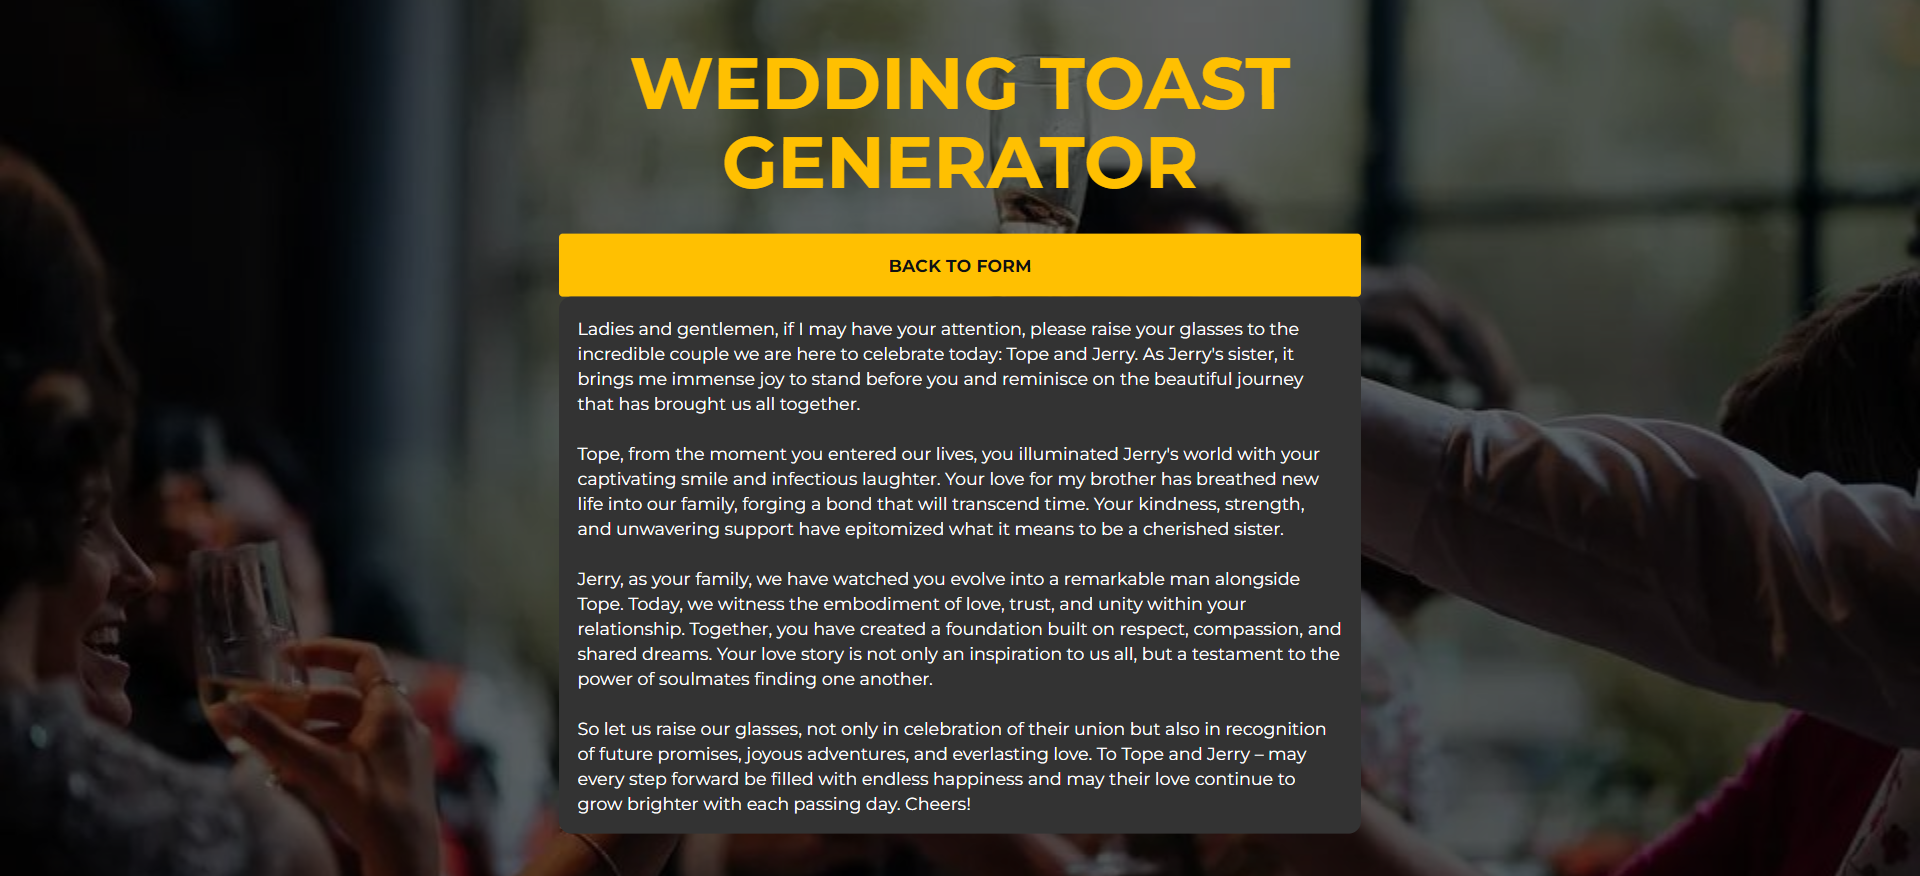 WEDDING TOAST
GENERATOR
BACK TO FORM
Ladies and gentlemen, if I may have your attention, please raise your glasses to the
incredible couple we are here to celebrate today: Tope and Jerry. As Jerry's sister, it
brings me immense joy to stand before you and reminisce on the beautiful journey
that has brought us all together.
Tope, from the moment you entered our lives, you illuminated Jerry's world with your
captivating smile and infectious laughter. Your love for my brother has breathed new
life into our family, forging a bond that will transcend time. Your kindness, strength,
and unwavering support have epitomized what it means to be a cherished sister.
Jerry, as your family, we have watched you evolve into a remarkable man alongside
Tope. Today, we witness the embodiment of love, trust, and unity within your
relationship. Together, you have created a foundation built on respect, compassion, and
shared dreams. Your love story is not only an inspiration to us all, but a testament to the
power of soulmates finding one another.
So let us raise our glasses, not only in celebration of their union but also in recognition
of future promises, joyous adventures, and everlasting love. To Tope and Jerry – may
every step forward be filled with endless happiness and may their love continue to
grow brighter with each passing day. Cheers!